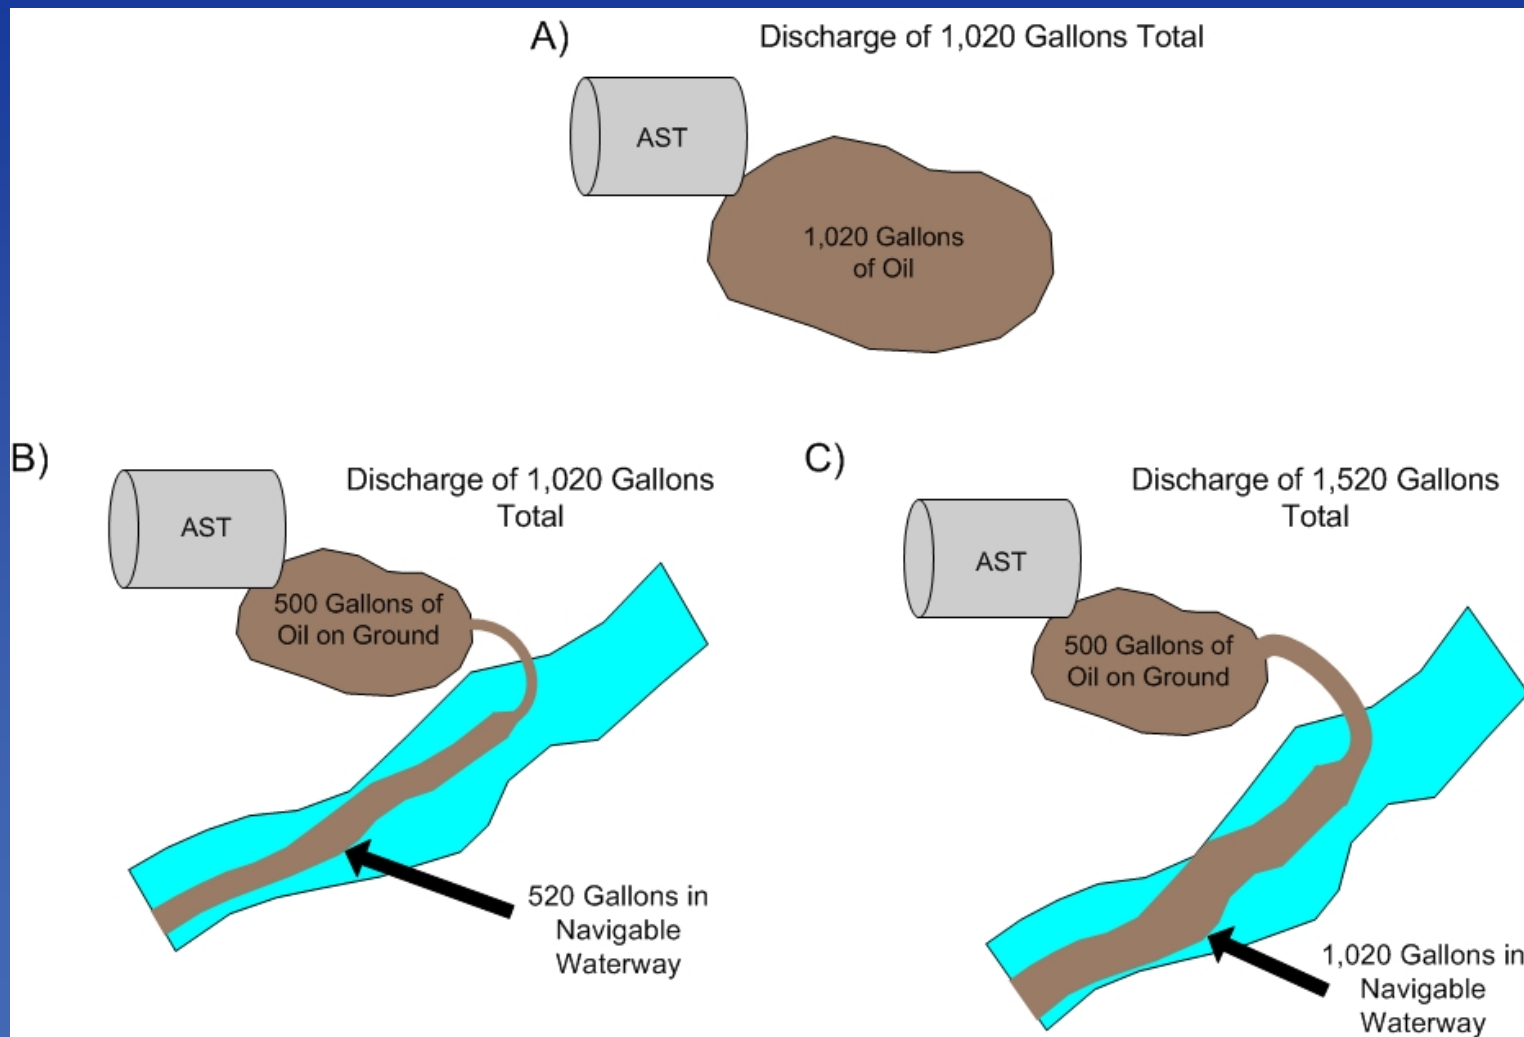 A)
Discharge of 1,020 Gallons Total
AST
1,020 Gallons
of Oil
B)
Discharge of 1,020 Gallons
Total
AST
500 Gallons of
Oil on Ground
520 Gallons in
Navigable
Waterway
C)
Discharge of 1,520 Gallons
Total
AST
500 Gallons of
Oil on Ground
1,020 Gallons in
Navigable
Waterway